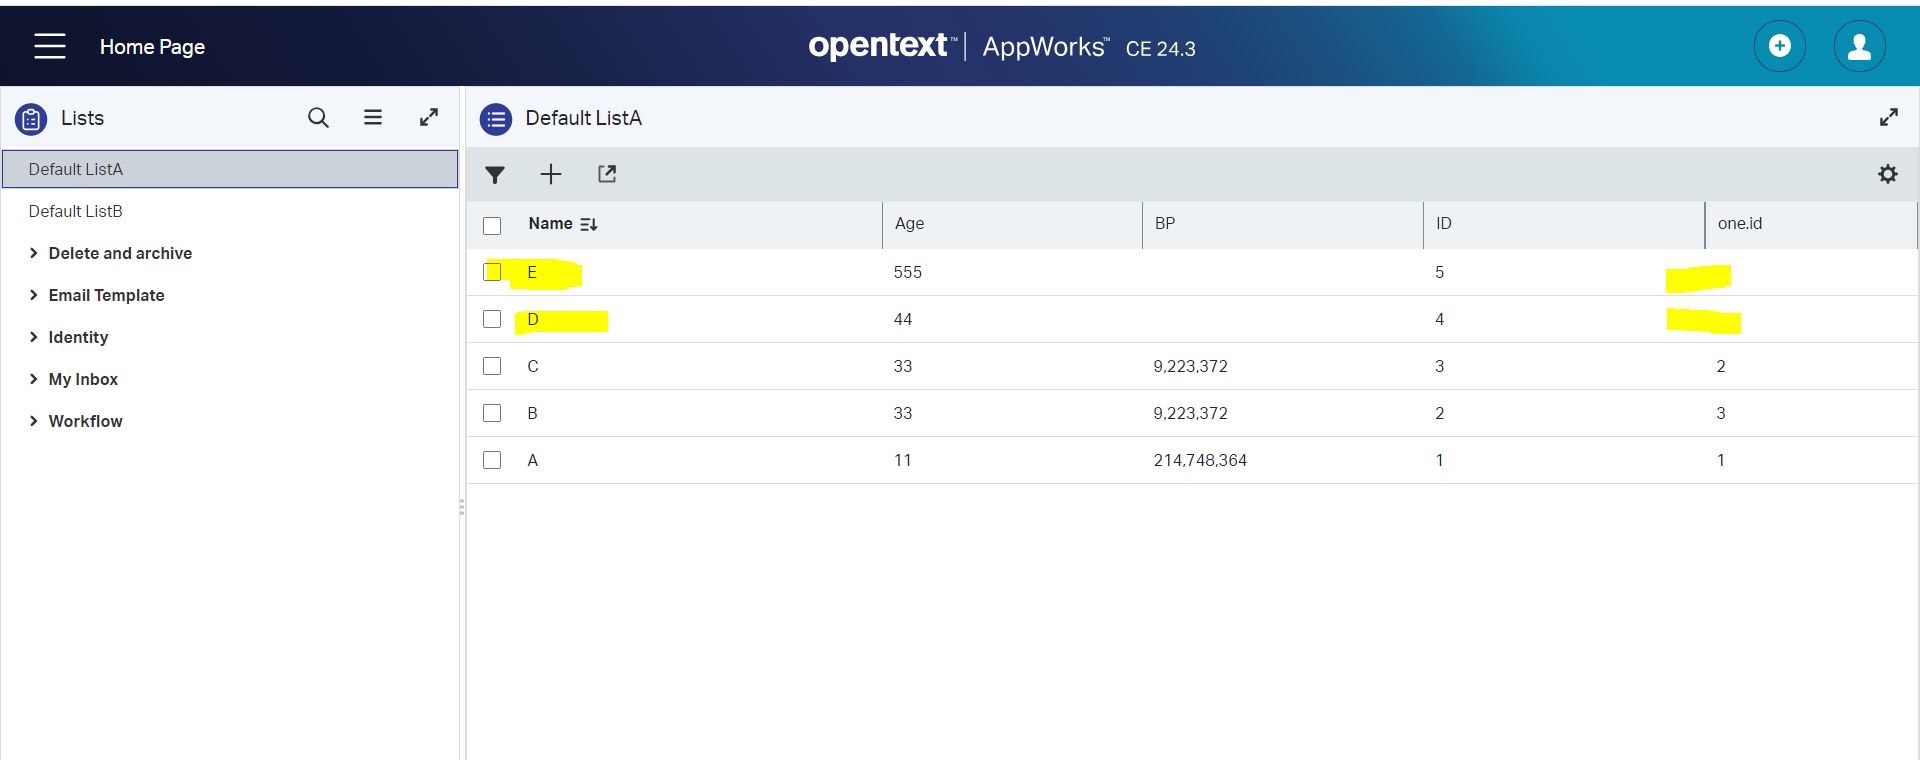 Home Page
opentext™ | AppWorks™ CE 24.3
Lists
Default ListA
Default ListB
Delete and archive
Email Template
Identity
My Inbox
Workflow
Default ListA
Name Age BP ID one.id
E 555 5
D 44 4
C 33 9,223,372 3 2
B 33 9,223,372 2 3
A 11 214,748,364 1 1